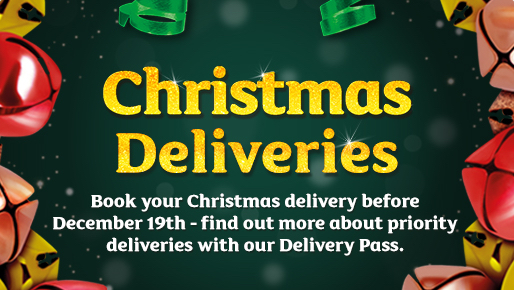 Christmas
Deliveries
Book your Christmas delivery before
December 19th - find out more about priority
deliveries with our Delivery Pass.